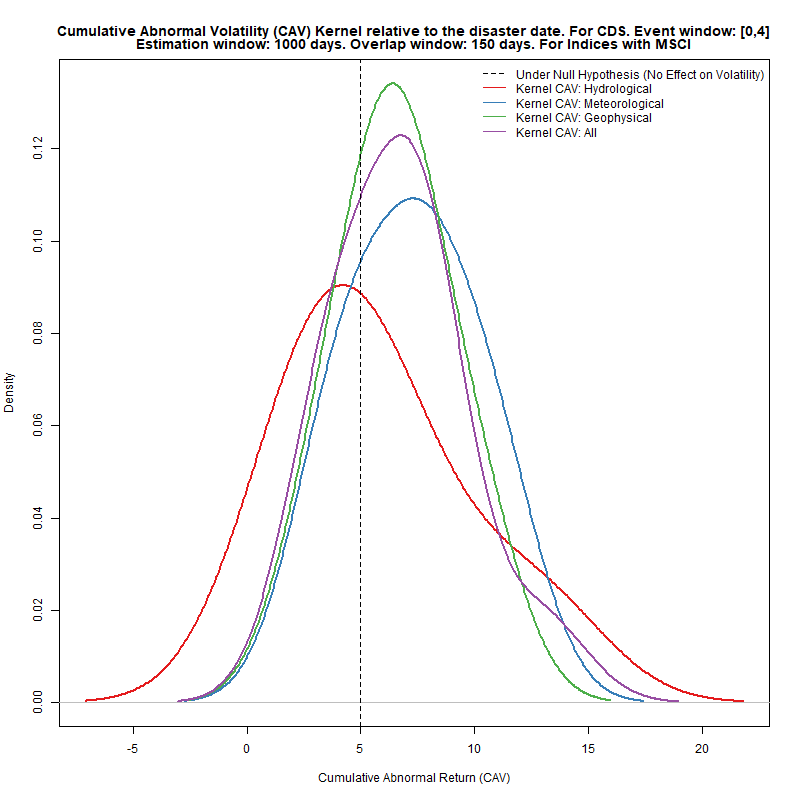 Cumulative Abnormal Volatility (CAV) Kernel relative to the disaster date. For CDS. Event window: [0,4]
Estimation window: 1000 days. Overlap window: 150 days. For Indices with MSCI
Under Null Hypothesis (No Effect on Volatility)
Kernel CAV: Hydrological
Kernel CAV: Meteorological
Kernel CAV: Geophysical
Kernel CAV: All
0.12
0.10
0.08
0.06
0.04
0.02
0.00
Density
-5 0 5 10 15 20
Cumulative Abnormal Return (CAV)